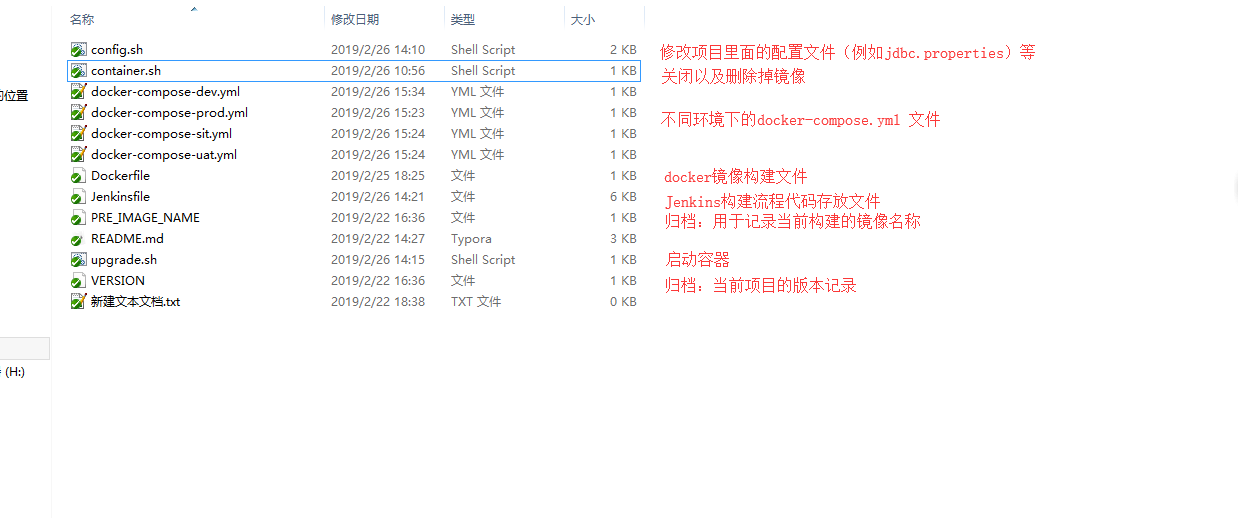 名称 修改日期 类型 大小
config.sh 2019/2/26 14:10 Shell Script 2 KB 修改项目里面的配置文件（例如jdbc.properties）等
container.sh 2019/2/26 10:56 Shell Script 1 KB 关闭以及删除掉镜像
的位置
docker-compose-dev.yml 2019/2/26 15:34 YML 文件 1 KB
docker-compose-prod.yml 2019/2/26 15:23 YML 文件 1 KB 不同环境下的docker-compose.yml 文件
docker-compose-sit.yml 2019/2/26 15:24 YML 文件 1 KB
docker-compose-uat.yml 2019/2/26 15:24 YML 文件 1 KB
Dockerfile 2019/2/25 18:25 文件 1 KB docker镜像构建文件
Jenkinsfile 2019/2/26 14:21 文件 6 KB Jenkins构建流程代码存放文件
PRE_IMAGE_NAME 2019/2/22 16:36 文件 1 KB 归档：用于记录当前构建的镜像名称
README.md 2019/2/22 14:27 Typora 3 KB
upgrade.sh 2019/2/26 14:15 Shell Script 1 KB 启动容器
VERSION 2019/2/22 16:36 文件 1 KB 归档：当前项目的版本记录
新建文本文档.txt 2019/2/22 18:38 TXT 文件 0 KB
(H:)